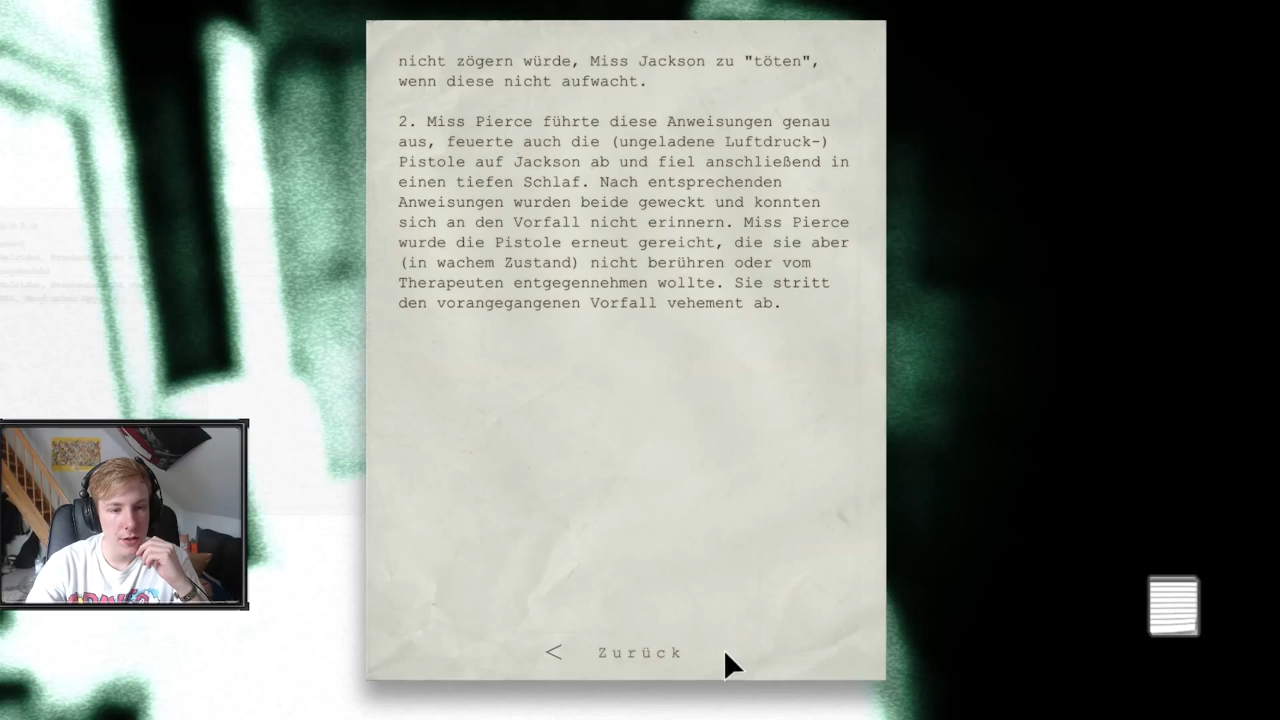 nicht zögern würde, Miss Jackson zu "töten",
wenn diese nicht aufwacht.
2. Miss Pierce führte diese Anweisungen genau
aus, feuerte auch die (ungeladene Luftdruck-)
Pistole auf Jackson ab und fiel anschließend in
einen tiefen Schlaf. Nach entsprechenden
Anweisungen wurden beide geweckt und konnten
sich an den Vorfall nicht erinnern. Miss Pierce
wurde die Pistole erneut gereicht, die sie aber
(in wachem Zustand) nicht berühren oder vom
Therapeuten entgegennehmen wollte. Sie stritt
den vorangegangenen Vorfall vehement ab.
< Zurück